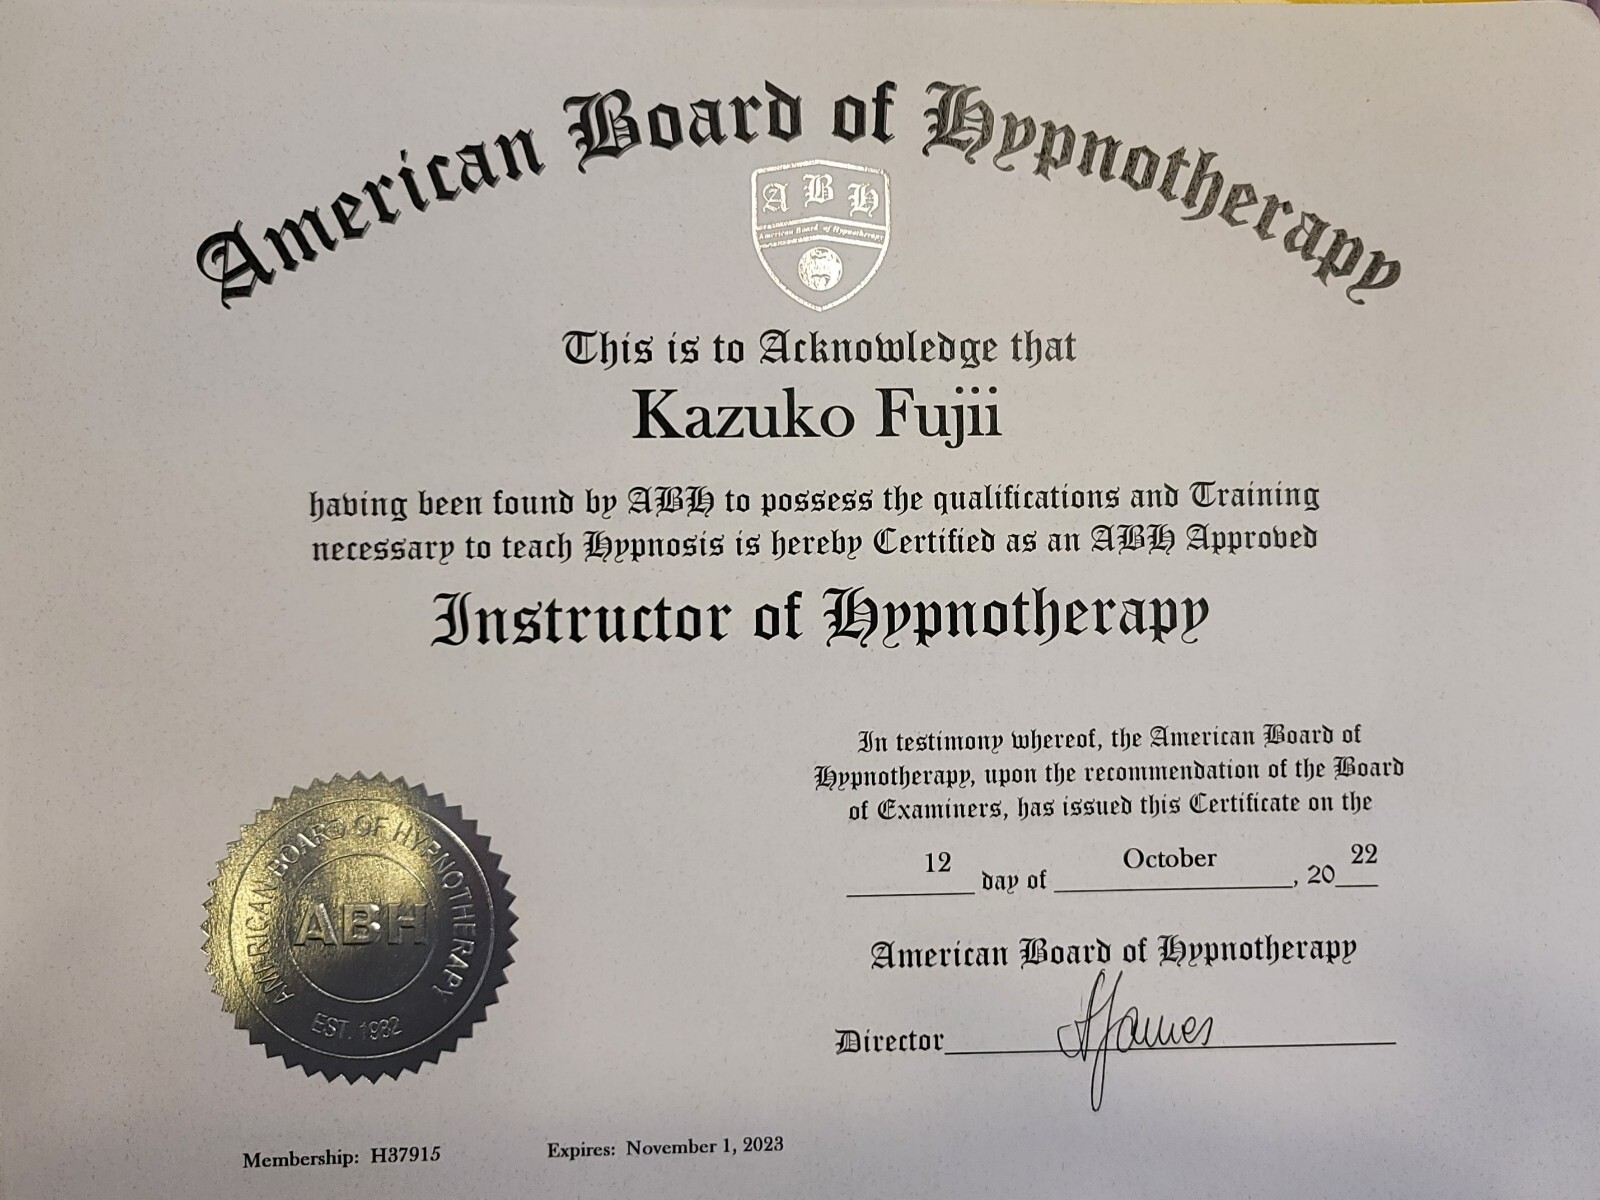 American Board of Hypnotherapy
A B H
American Board of Hypnotherapy
This is to Acknowledge that
Kazuko Fujii
having been found by ABH to possess the qualifications and Training
necessary to teach Hypnosis is hereby Certified as an ABH Approved
Instructor of Hypnotherapy
In testimony whereof, the American Board of
Hypnotherapy, upon the recommendation of the Board
of Examiners, has issued this Certificate on the
12 day of October, 2022
American Board of Hypnotherapy
Director James
AMERICAN BOARD OF HYPNOTHERAPY
ABH
EST. 1982
Membership: H37915 Expires: November 1, 2023